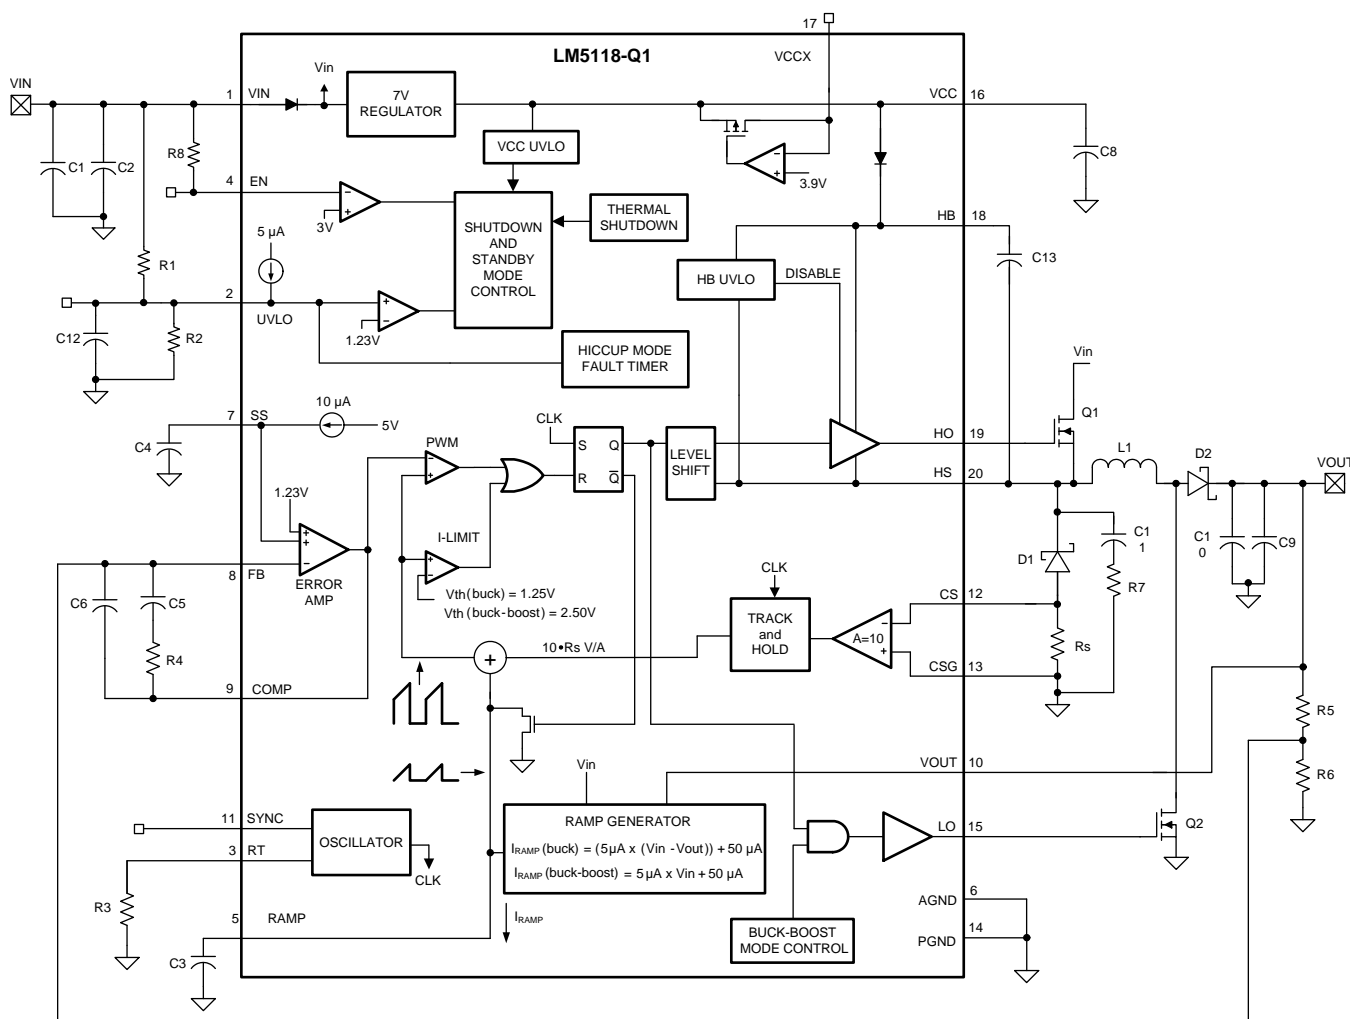 17
LM5118-Q1
VCCX
VIN
1
VIN
Vin
7V
REGULATOR
VCC
16
R8
C1
C2
VCC UVLO
3.9V
C8
4
EN
3V
SHUTDOWN
AND
STANDBY
MODE
CONTROL
THERMAL
SHUTDOWN
HB
18
5 µA
R1
HB UVLO
DISABLE
C13
2
UVLO
C12
R2
1.23V
HICCUP MODE
FAULT TIMER
Vin
Q1
7
SS
10 µA
5V
C4
PWM
CLK
S
Q
R
Q
LEVEL
SHIFT
HO
19
HS
20
L1
D2
VOUT
1.23V
I-LIMIT
C1
0
C9
C1
1
D1
R7
8
FB
ERROR
AMP
C6
C5
Vth (buck) = 1.25V
Vth (buck-boost) = 2.50V
CLK
TRACK
and
HOLD
A=10
CS
12
Rs
R4
+
10•Rs V/A
CSG
13
9
COMP
R5
Vin
VOUT
10
R6
11
SYNC
OSCILLATOR
3
RT
CLK
RAMP GENERATOR
IRAMP (buck) = (5µA x (Vin -Vout)) + 50 µA
IRAMP (buck-boost) = 5 µA x Vin + 50 µA
LO
15
Q2
R3
5
RAMP
IRAMP
C3
BUCK-BOOST
MODE CONTROL
AGND
6
PGND
14